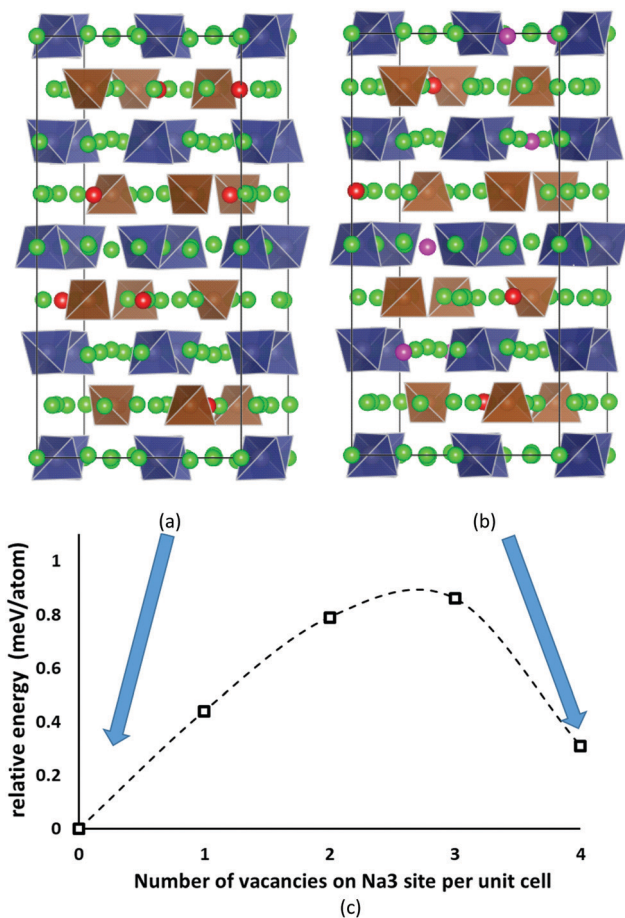 (a)
(b)
relative energy (meV/atom)
1
0.8
0.6
0.4
0.2
0
0
1
2
3
4
Number of vacancies on Na3 site per unit cell
(c)